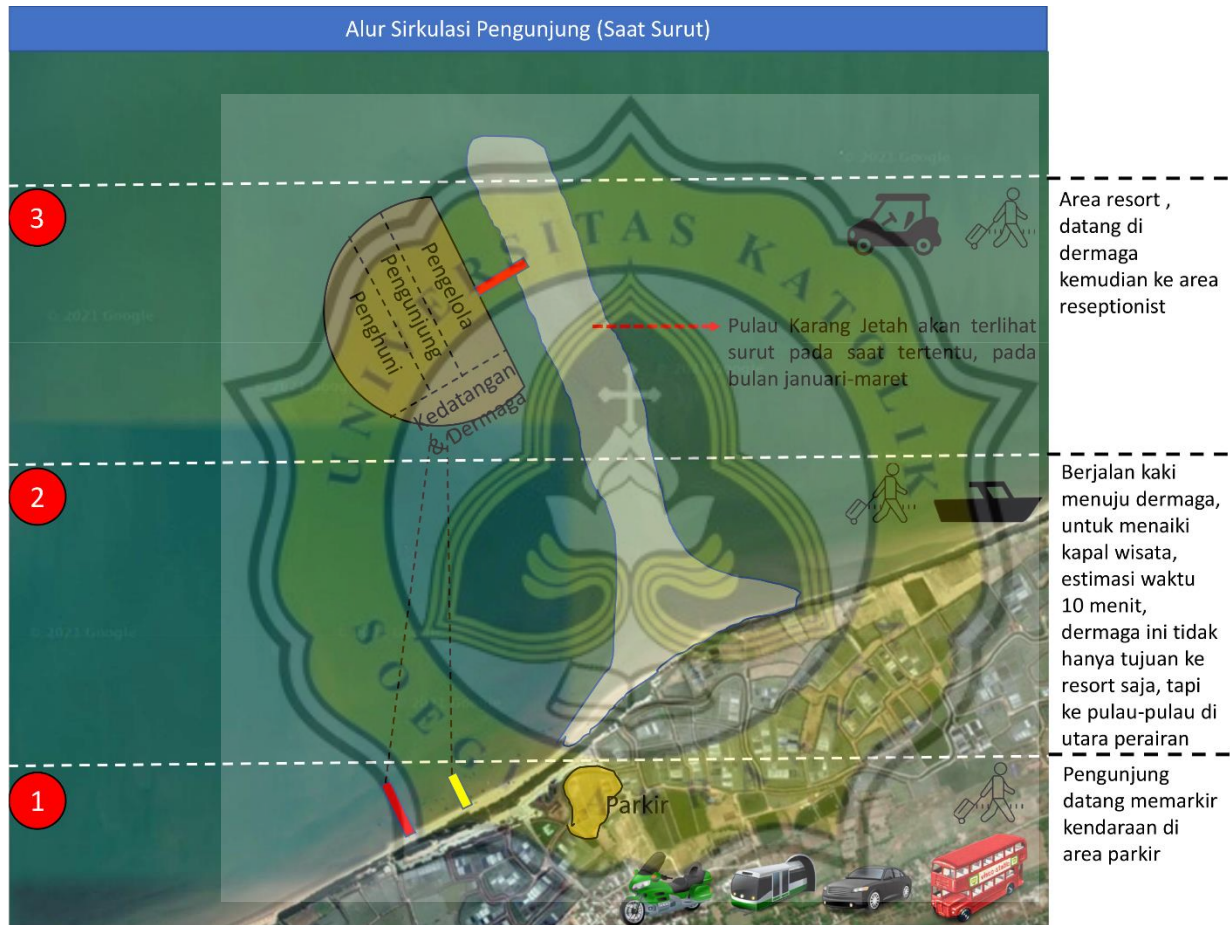 Alur Sirkulasi Pengunjung (Saat Surut)
© 2021 Google
3
Area resort ,
datang di
dermaga
kemudian ke area
reseptionist
Pengelola
Pengunjung
Penghuni
Kedatangan
& Dermaga
© 2021 Google
Pulau Karang Jetah akan terlihat
surut pada saat tertentu, pada
bulan januari-maret
UNIVERSITAS KATOLIK
SOEG
2
Berjalan kaki
menuju dermaga,
untuk menaiki
kapal wisata,
estimasi waktu
10 menit,
dermaga ini tidak
hanya tujuan ke
resort saja, tapi
ke pulau-pulau di
utara perairan
© 2021 Google
1
Parkir
Pengunjung
datang memarkir
kendaraan di
area parkir